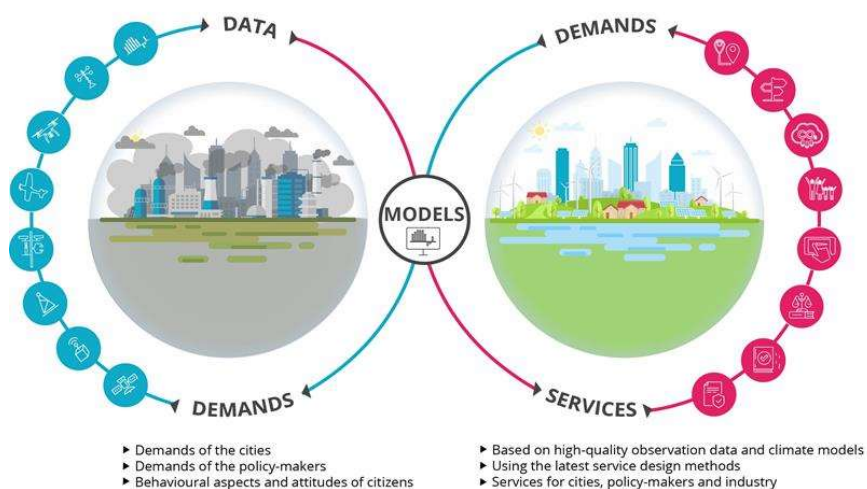 DATA
DEMANDS
MODELS
DEMANDS
SERVICES
▶ Demands of the cities
▶ Demands of the policy-makers
▶ Behavioural aspects and attitudes of citizens
▶ Based on high-quality observation data and climate models
▶ Using the latest service design methods
▶ Services for cities, policy-makers and industry